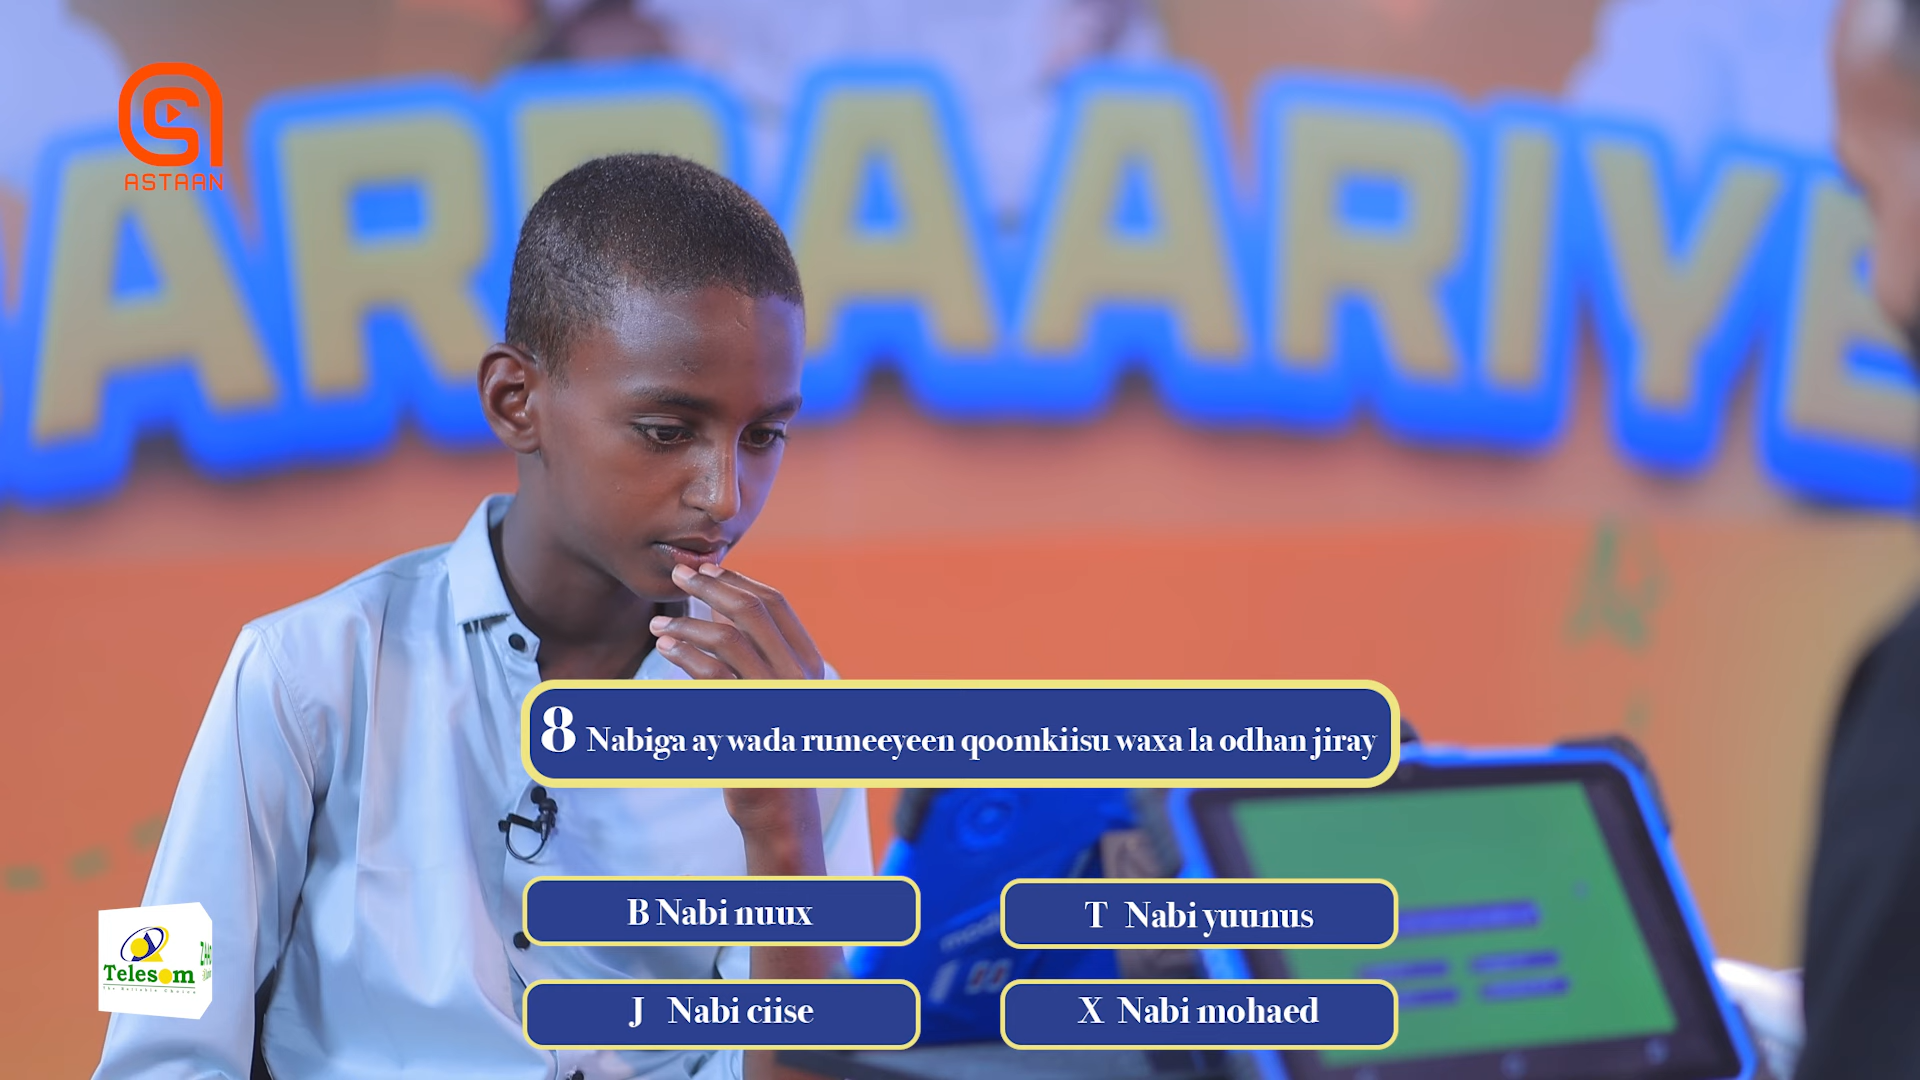 ASTAAN
8 Nabiga ay wada rumeeyeen qoomkiisu waxa la odhan jiray
B Nabi nuux
T Nabi yuunus
J Nabi ciise
X Nabi mohaed
Telesom